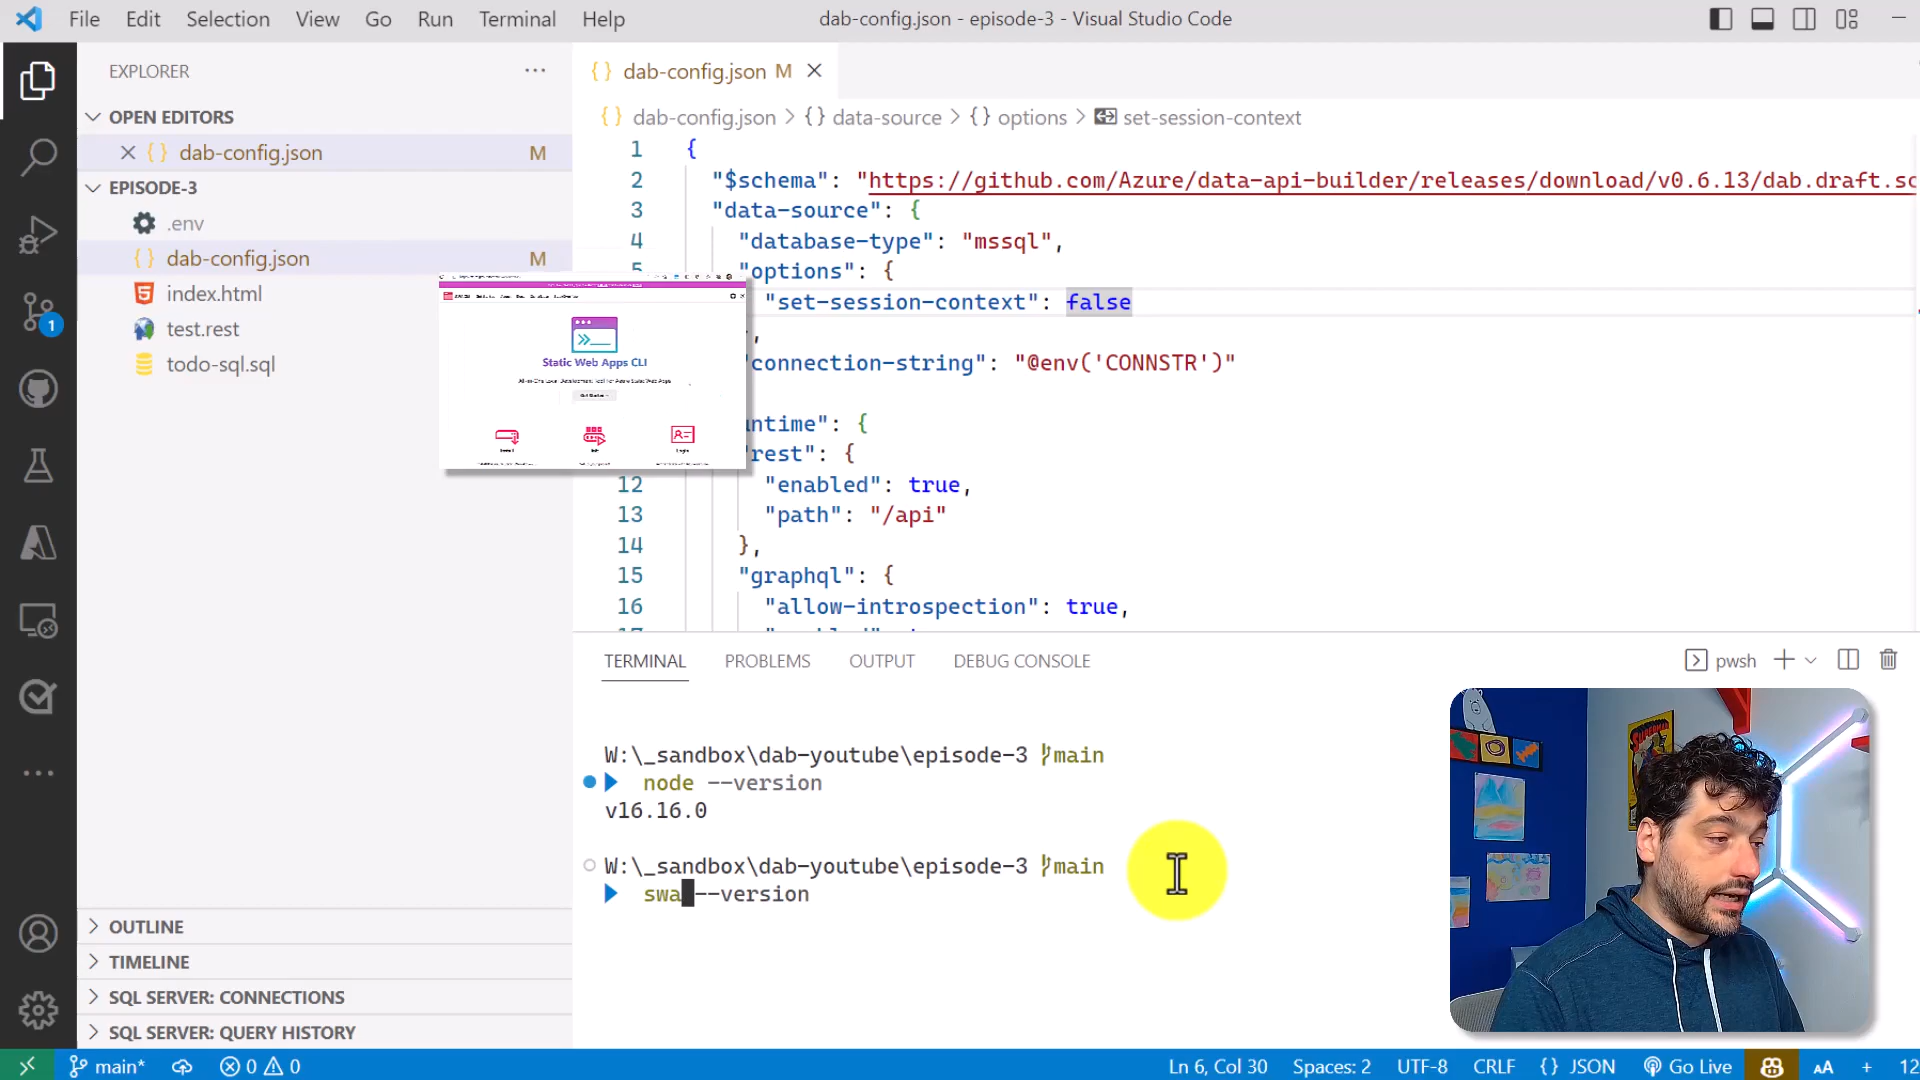 File Edit Selection View Go Run Terminal Help
dab-config.json - episode-3 - Visual Studio Code
EXPLORER
OPEN EDITORS
dab-config.json M
EPISODE-3
.env
dab-config.json M
index.html
test.rest
todo-sql.sql
OUTLINE
TIMELINE
SQL SERVER: CONNECTIONS
SQL SERVER: QUERY HISTORY
1
dab-config.json M
dab-config.json > {} data-source > {} options > set-session-context
1 {
2 "$schema": "https://github.com/Azure/data-api-builder/releases/download/v0.6.13/dab.draft.sc
3 "data-source": {
4 "database-type": "mssql",
5 "options": {
"set-session-context": false
,
connection-string": "@env('CONNSTR')"
untime": {
rest": {
12 "enabled": true,
13 "path": "/api"
14 },
15 "graphql": {
16 "allow-introspection": true,
Static Web Apps CLI
TERMINAL PROBLEMS OUTPUT DEBUG CONSOLE
pwsh
W:\_sandbox\dab-youtube\episode-3 main
node --version
v16.16.0
W:\_sandbox\dab-youtube\episode-3 main
swa --version
SUPERMAN
main* 0 0
Ln 6, Col 30 Spaces: 2 UTF-8 CRLF {} JSON Go Live